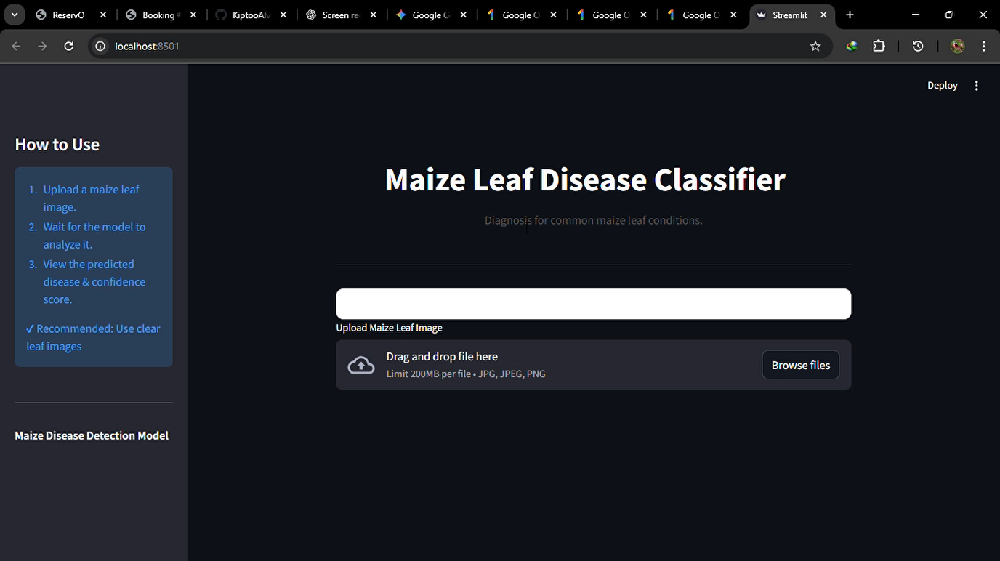 ReservO
Booking
KiptooAlv
Screen re
Google G
Google O
Google O
Google O
Streamlit
localhost:8501
Deploy
How to Use
1. Upload a maize leaf
image.
2. Wait for the model to
analyze it.
3. View the predicted
disease & confidence
score.
✓ Recommended: Use clear
leaf images
Maize Disease Detection Model
Maize Leaf Disease Classifier
Diagnosis for common maize leaf conditions.
Upload Maize Leaf Image
Drag and drop file here
Limit 200MB per file • JPG, JPEG, PNG
Browse files